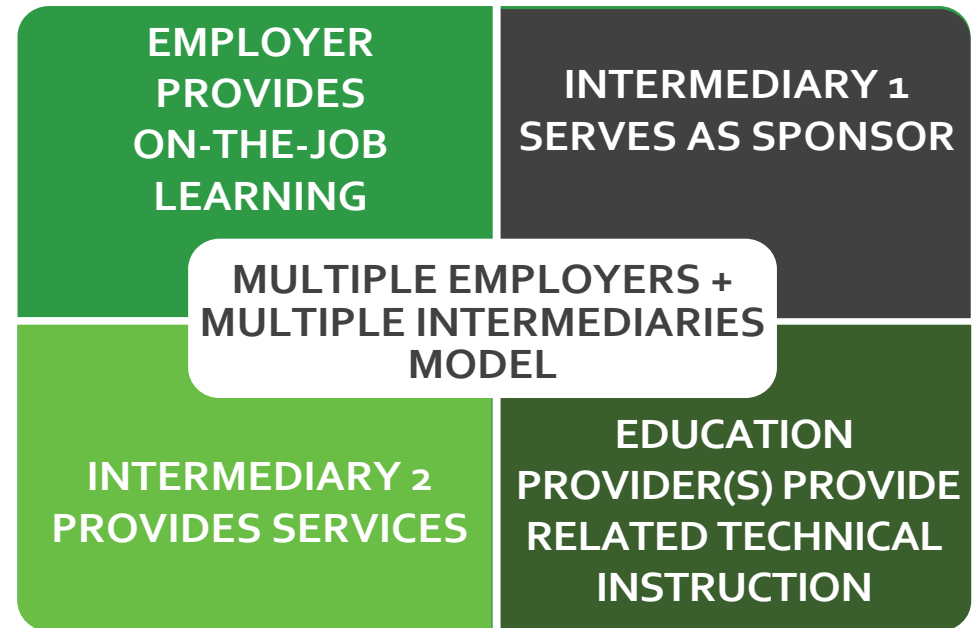 EMPLOYER
PROVIDES
ON-THE-JOB
LEARNING
INTERMEDIARY 1
SERVES AS SPONSOR
MULTIPLE EMPLOYERS +
MULTIPLE INTERMEDIARIES
MODEL
INTERMEDIARY 2
PROVIDES SERVICES
EDUCATION
PROVIDER(S) PROVIDE
RELATED TECHNICAL
INSTRUCTION